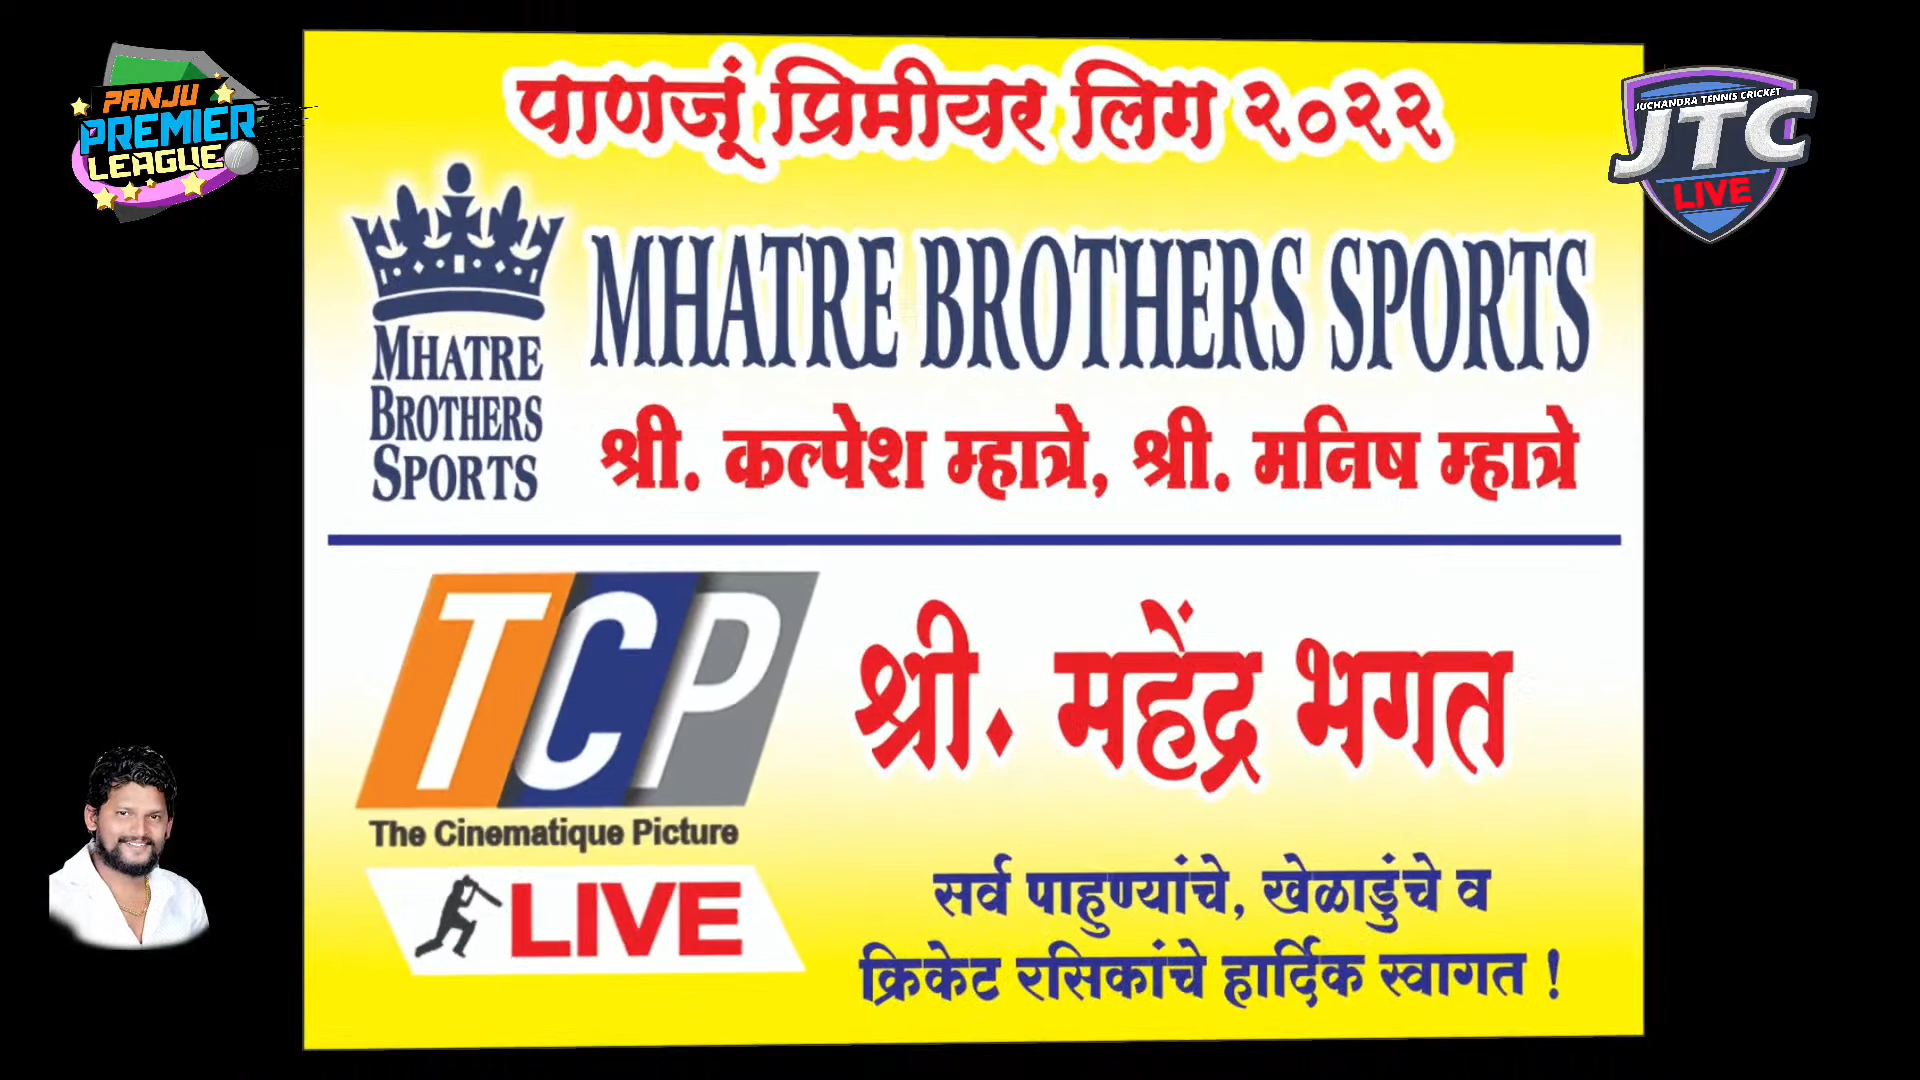 PANJU
PREMIER
LEAGUE
पाणजूं प्रिमीयर लिग २०२२
JUCHANDRA TENNIS CRICKET
JTC
LIVE
MHATRE
BROTHERS
SPORTS
MHATRE BROTHERS SPORTS
श्री. कल्पेश म्हात्रे, श्री. मनिष म्हात्रे
TCP
The Cinematique Picture
LIVE
श्री. महेंद्र भगत
सर्व पाहुण्यांचे, खेळाडुंचे व
क्रिकेट रसिकांचे हार्दिक स्वागत !